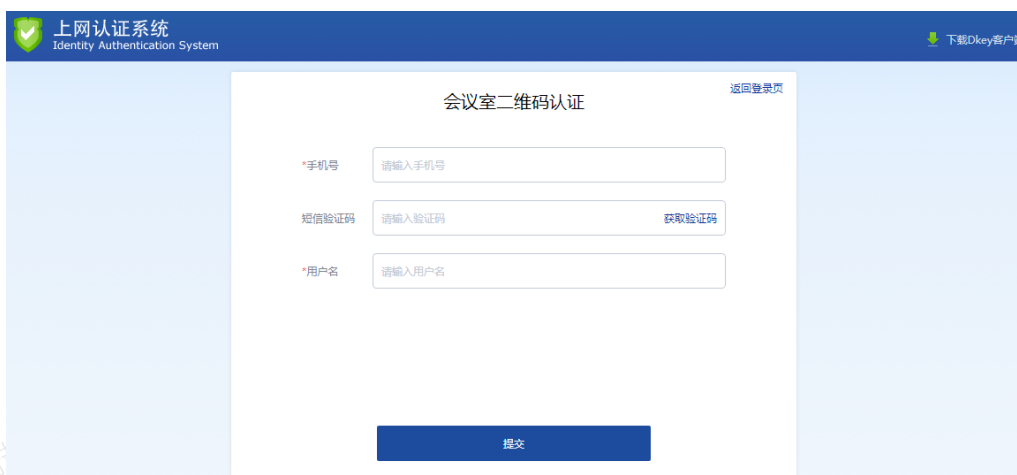 上网认证系统
Identity Authentication System
下载Dkey客户
返回登录页
会议室二维码认证
*手机号
请输入手机号
短信验证码
请输入验证码
获取验证码
*用户名
请输入用户名
提交